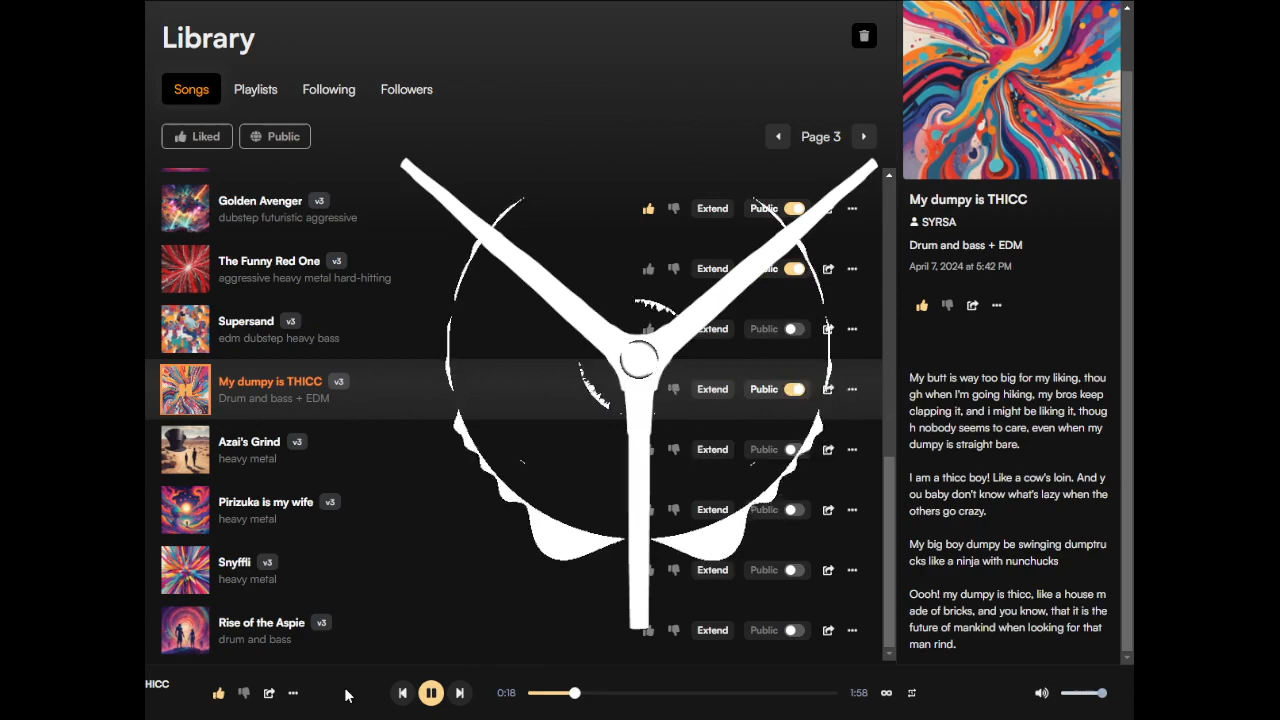 Library
Songs Playlists Following Followers
Liked Public
Page 3
Golden Avenger v3
dubstep futuristic aggressive
Extend Public
The Funny Red One v3
aggressive heavy metal hard-hitting
Extend Public
Supersand v3
edm dubstep heavy bass
Extend Public
My dumpy is THICC v3
Drum and bass + EDM
Extend Public
Azai's Grind v3
heavy metal
Extend Public
Pirizuka is my wife v3
heavy metal
Extend Public
Snyffli v3
heavy metal
Extend Public
Rise of the Aspie v3
drum and bass
Extend Public
My dumpy is THICC
SYRSA
Drum and bass + EDM
April 7, 2024 at 5:42 PM
My butt is way too big for my liking, thou
gh when I'm going hiking, my bros keep
clapping it, and i might be liking it, thoug
h nobody seems to care, even when my
dumpy is straight bare.
I am a thicc boy! Like a cow's loin. And y
ou baby don't know what's lazy when the
others go crazy.
My big boy dumpy be swinging dumptru
cks like a ninja with nunchucks
Oooh! my dumpy is thicc, like a house m
ade of bricks, and you know, that it is the
future of mankind when looking for that
man rind.
HICC
0:18 1:58